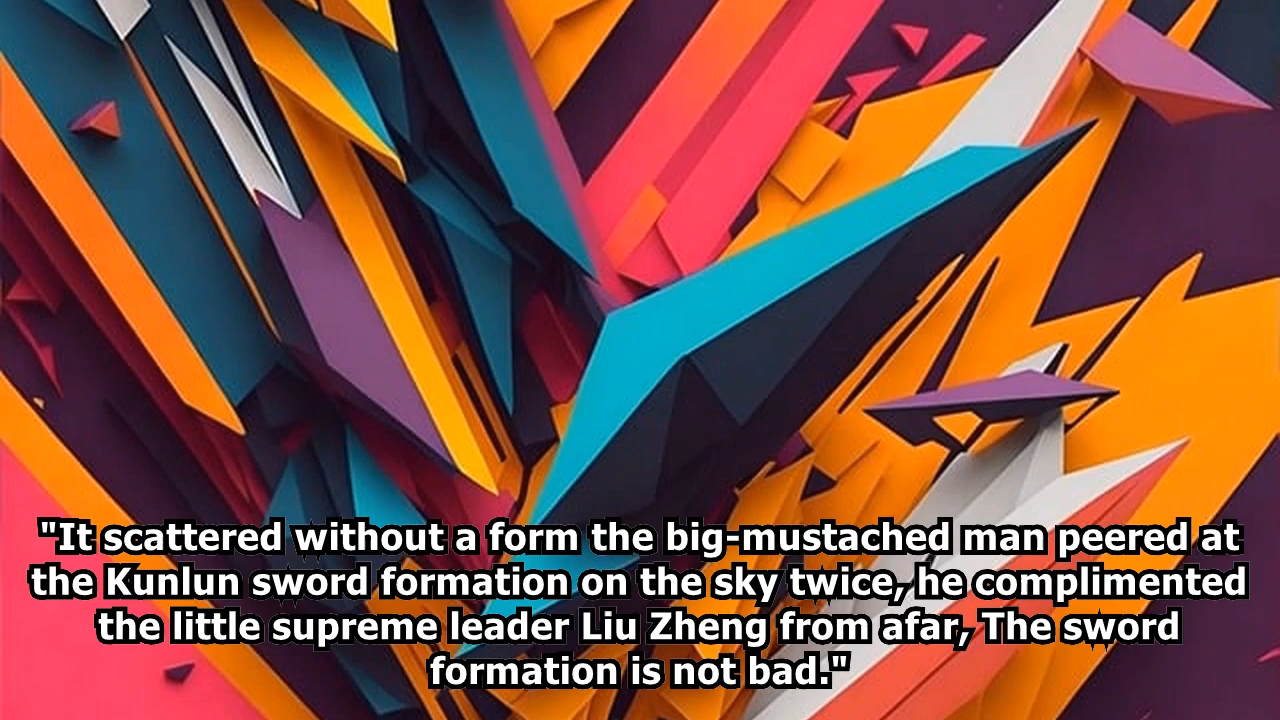 "It scattered without a form the big-mustached man peered at
the Kunlun sword formation on the sky twice, he complimented
the little supreme leader Liu Zheng from afar, The sword
formation is not bad."